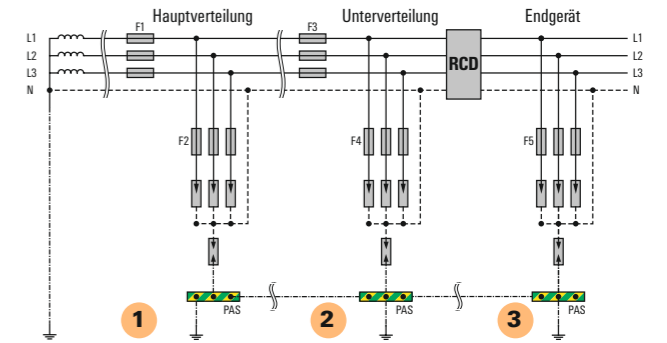 Hauptverteilung Unterverteilung Endgerät
F1 F3
L1 L1
L2 L2
L3 RCD L3
N N
F2 F4 F5
PAS PAS PAS
1 2 3